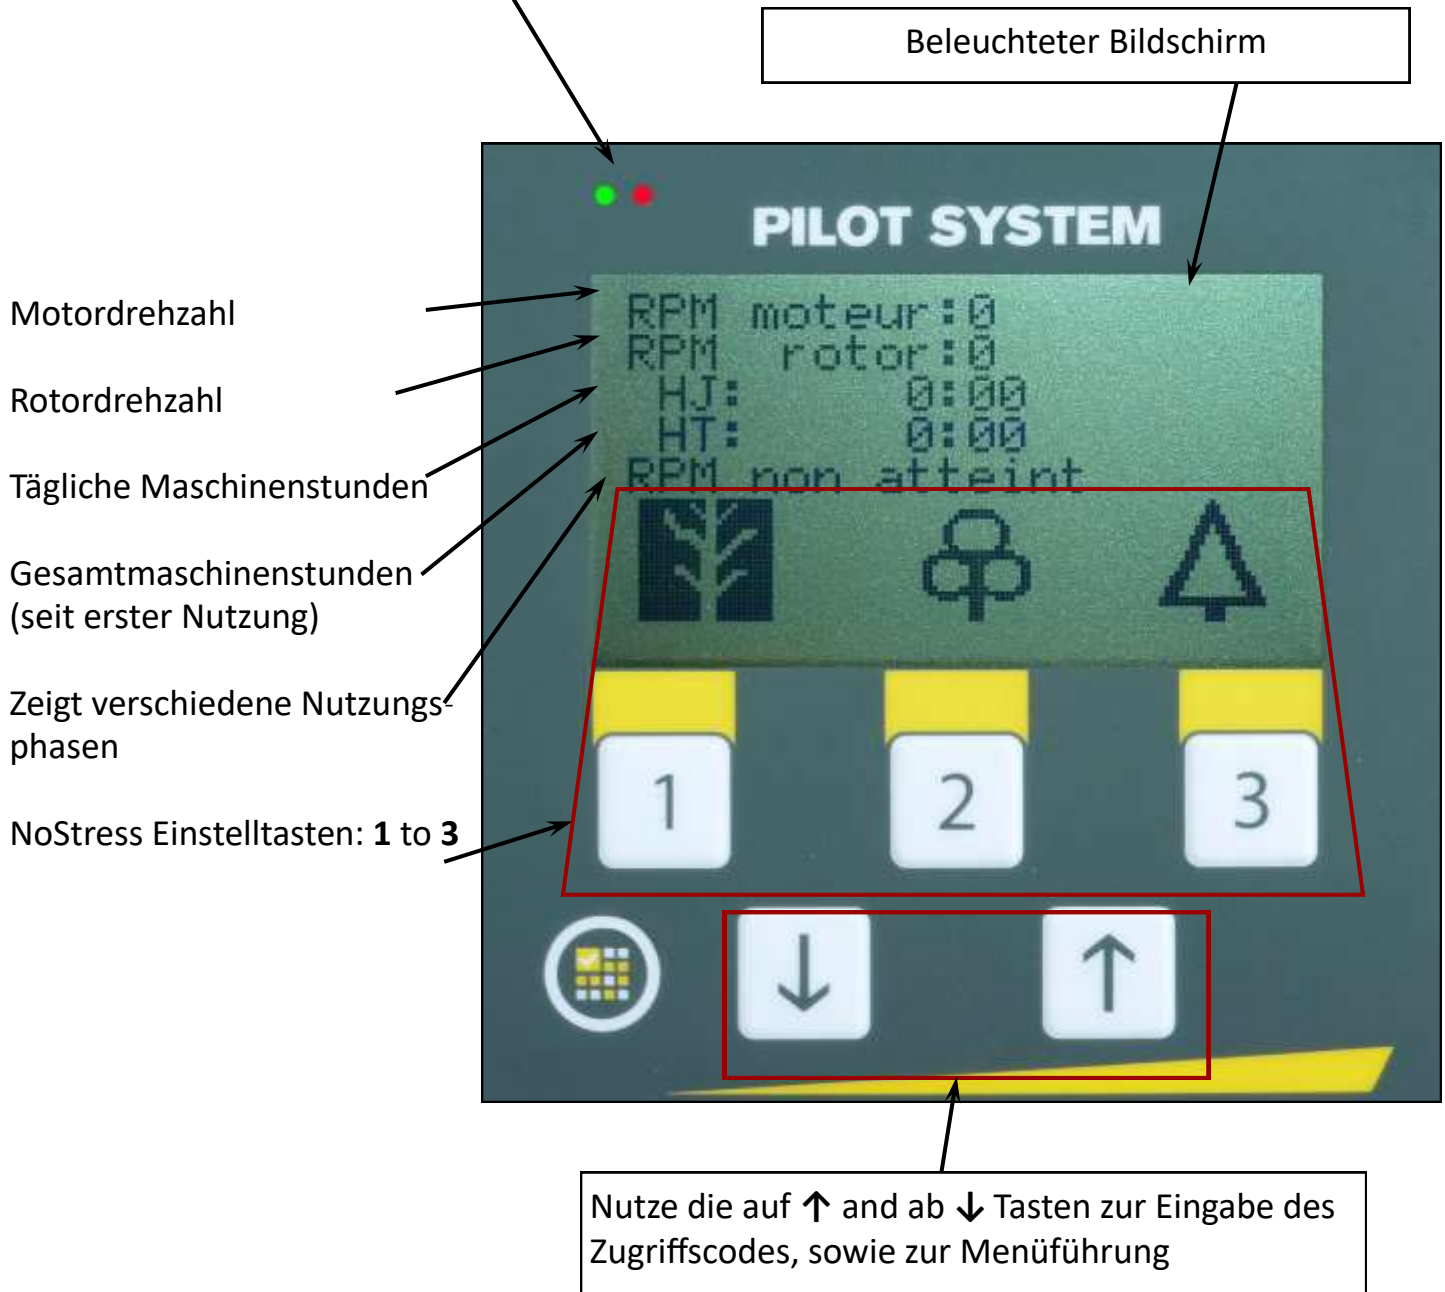 Beleuchteter Bildschirm
PILOT SYSTEM
RPM moteur:0
RPM rotor:0
HJ: 0:00
HT: 0:00
RPM non atteint
Motordrehzahl
Rotordrehzahl
Tägliche Maschinenstunden
Gesamtmaschinenstunden
(seit erster Nutzung)
Zeigt verschiedene Nutzungs-
phasen
NoStress Einstelltasten: 1 to 3
1 2 3
↓ ↑
Nutze die auf ↑ and ab ↓ Tasten zur Eingabe des
Zugriffscodes, sowie zur Menüführung